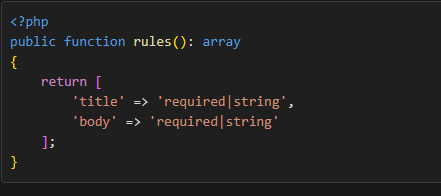 <?php
public function rules(): array
{
    return [
        'title' => 'required|string',
        'body' => 'required|string'
    ];
}